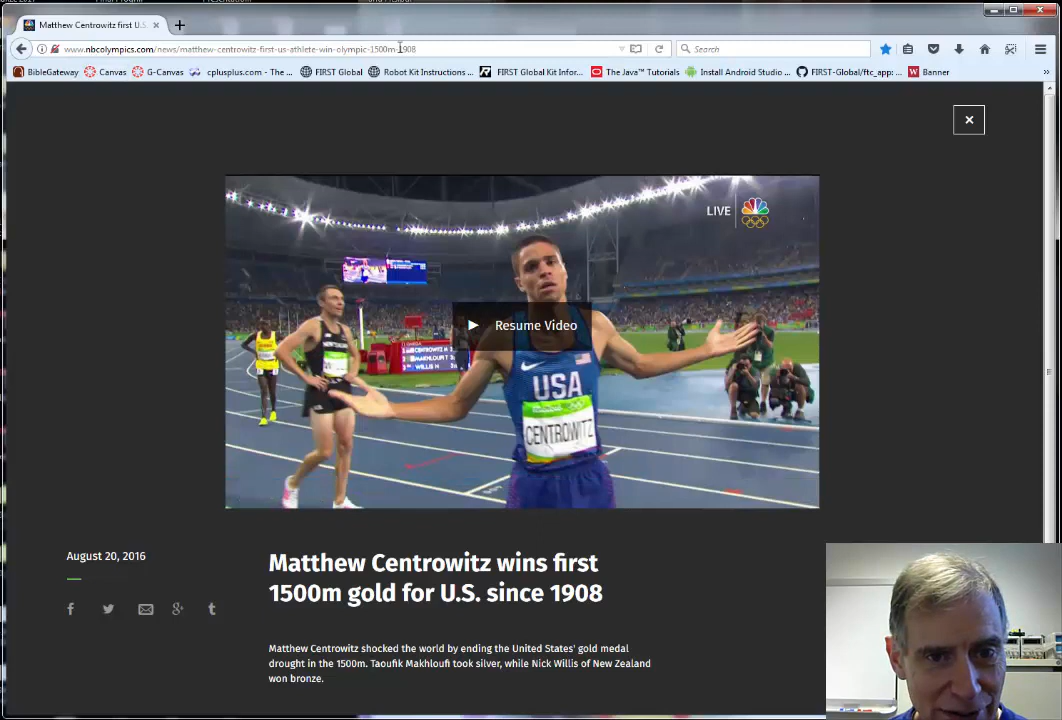 Matthew Centrowitz first U.S.
www.nbcolympics.com/news/matthew-centrowitz-first-us-athlete-win-olympic-1500m-1908
Search
BibleGateway Canvas G-Canvas cplusplus.com - The ... FIRST Global Robot Kit Instructions ... FIRST Global Kit Infor... The Java™ Tutorials Install Android Studio ... FIRST-Global/ftc_app: ... Banner
LIVE
Resume Video
USA
CENTROWITZ
August 20, 2016
Matthew Centrowitz wins first
1500m gold for U.S. since 1908
Matthew Centrowitz shocked the world by ending the United States' gold medal
drought in the 1500m. Taoufik Makhloufi took silver, while Nick Willis of New Zealand
won bronze.